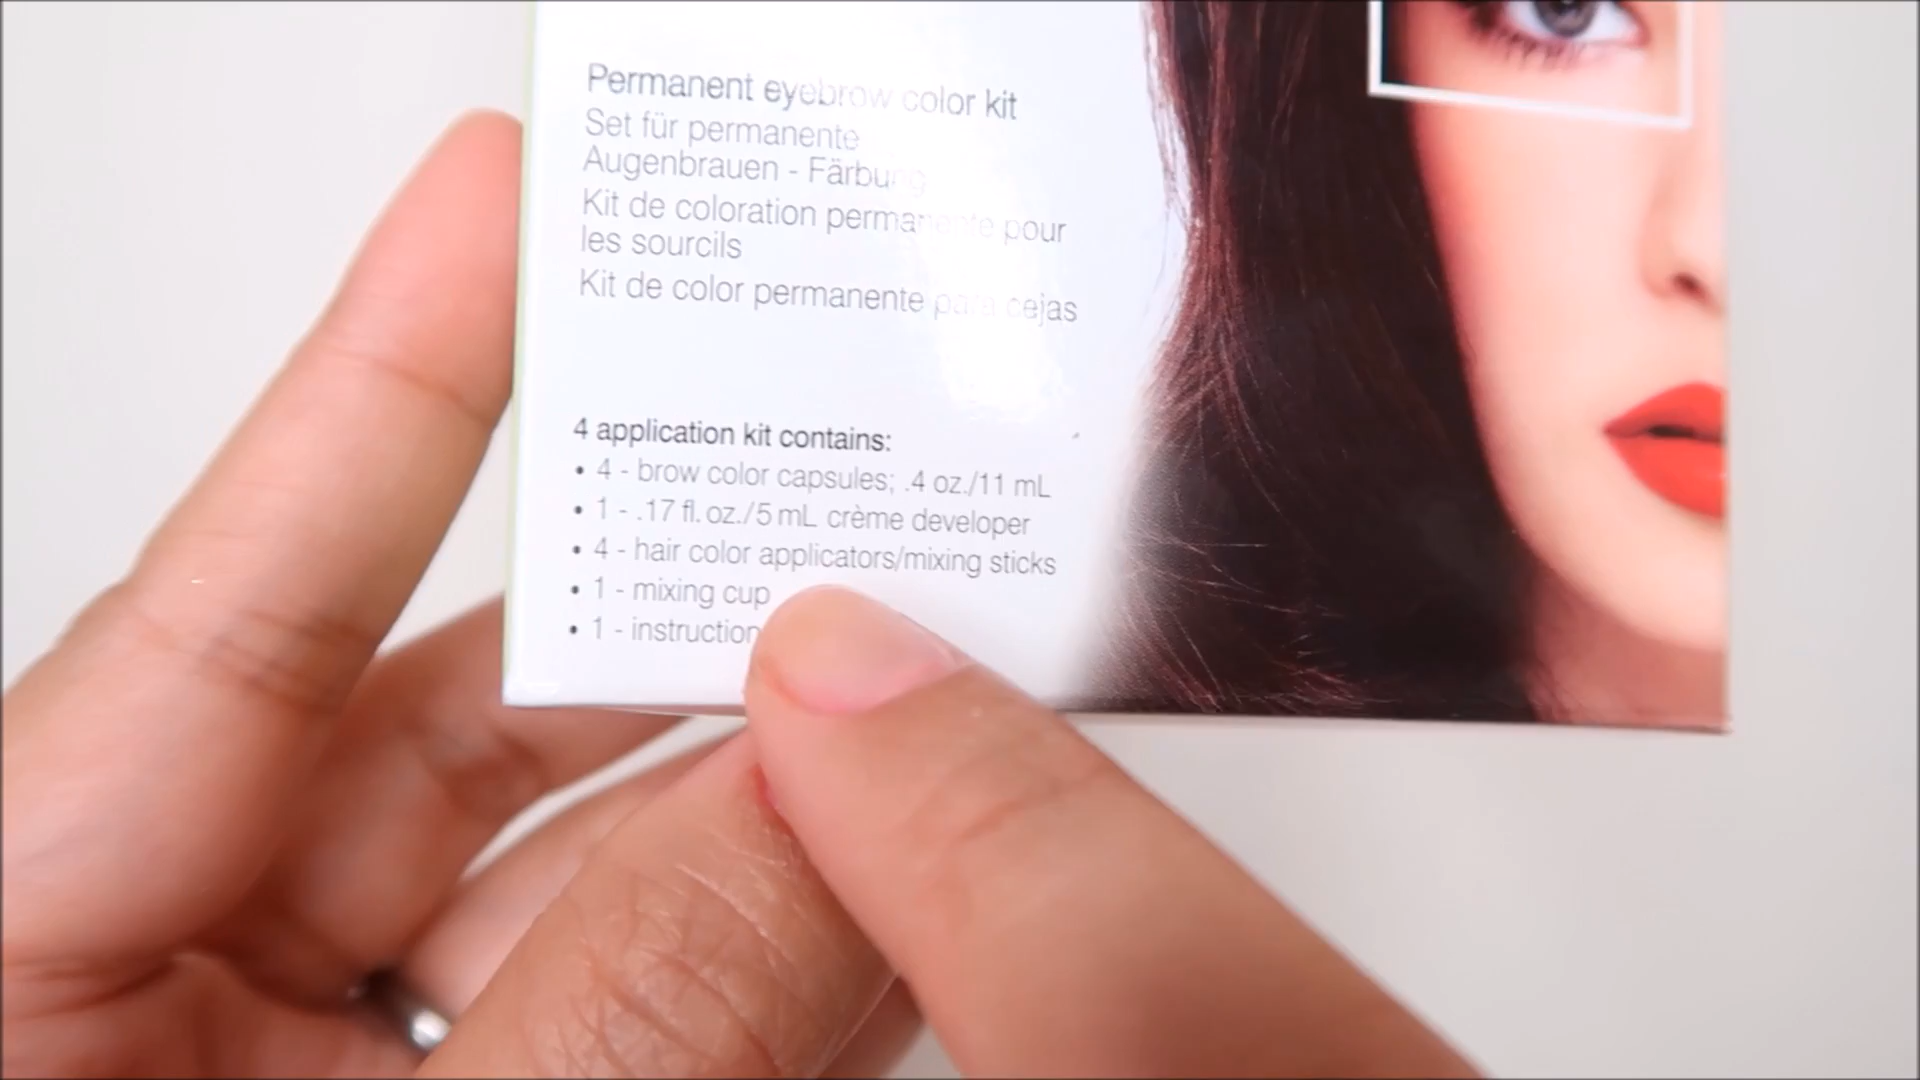 Permanent eyebrow color kit
Set für permanente
Augenbrauen - Färbung
Kit de coloration permanente pour
les sourcils
Kit de color permanente para cejas
4 application kit contains:
• 4 - brow color capsules; .4 oz./11 mL
• 1 - .17 fl. oz./5 mL crème developer
• 4 - hair color applicators/mixing sticks
• 1 - mixing cup
• 1 - instruction